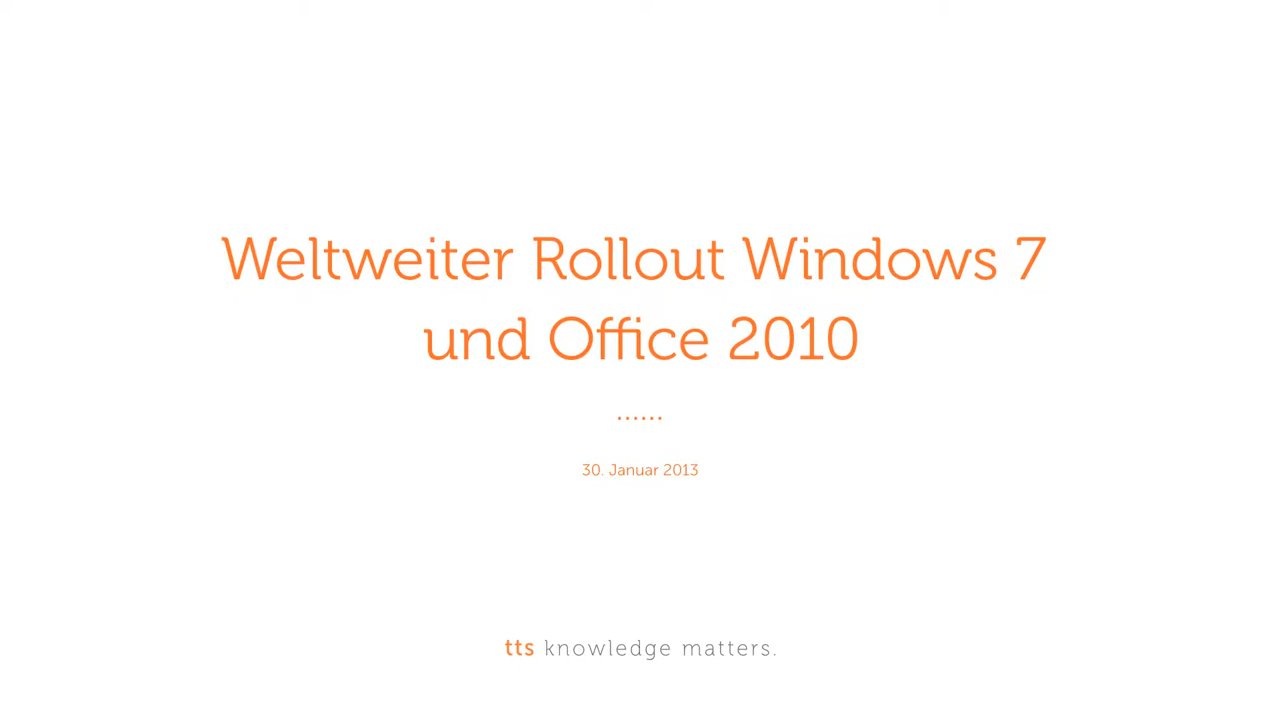 Weltweiter Rollout Windows 7
und Office 2010
......
30. Januar 2013
tts knowledge matters.